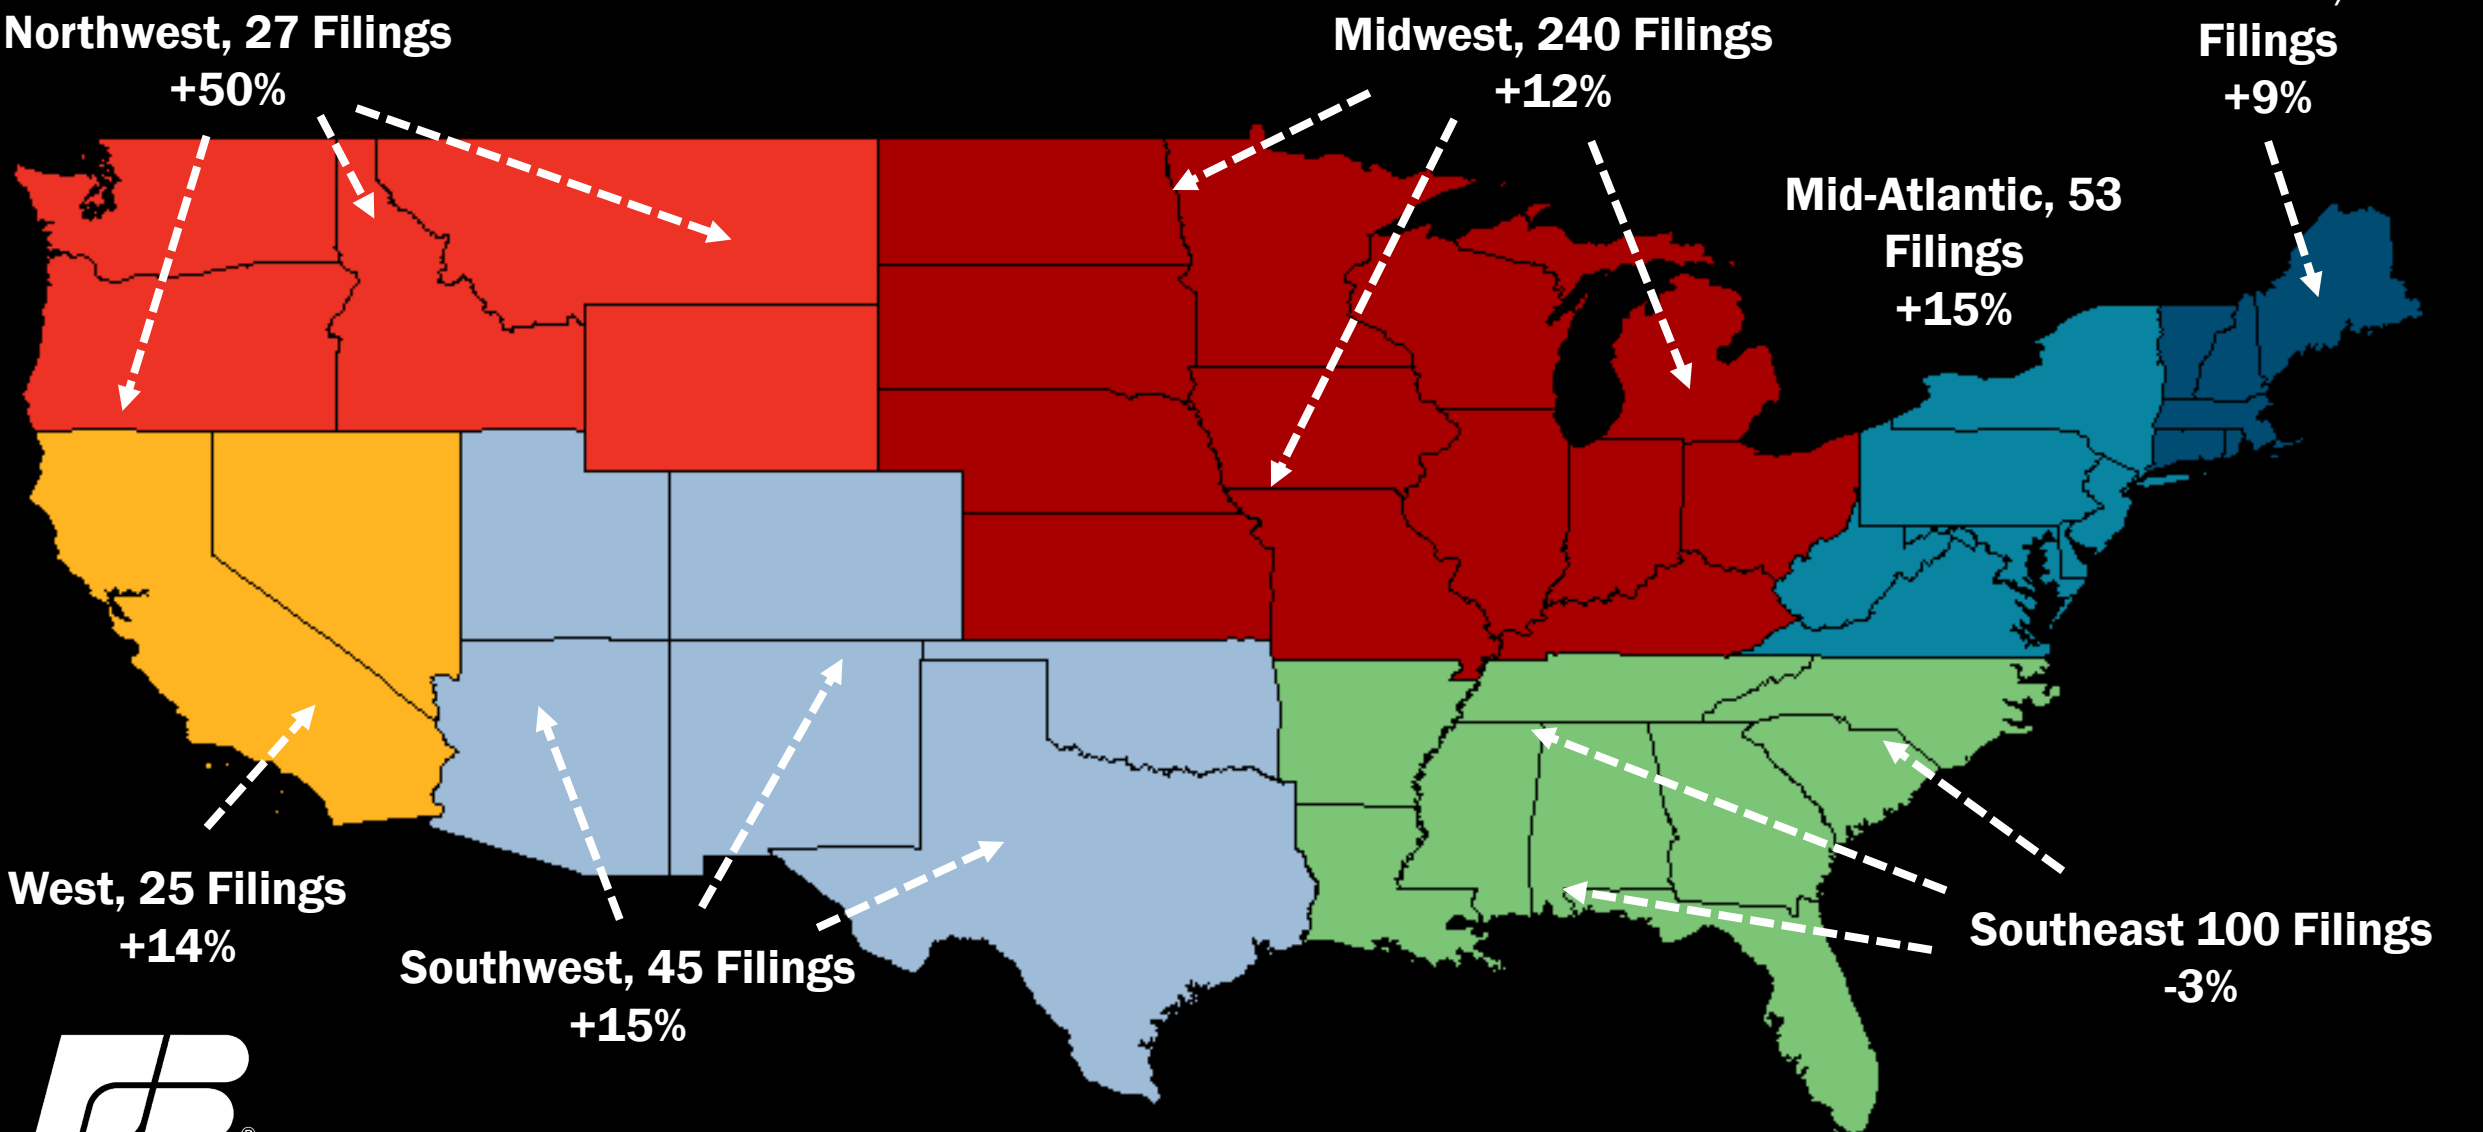 Northwest, 27 Filings
+50%
Midwest, 240 Filings
+12%
Filings
+9%
Mid-Atlantic, 53
Filings
+15%
West, 25 Filings
+14%
Southwest, 45 Filings
+15%
Southeast 100 Filings
-3%
®